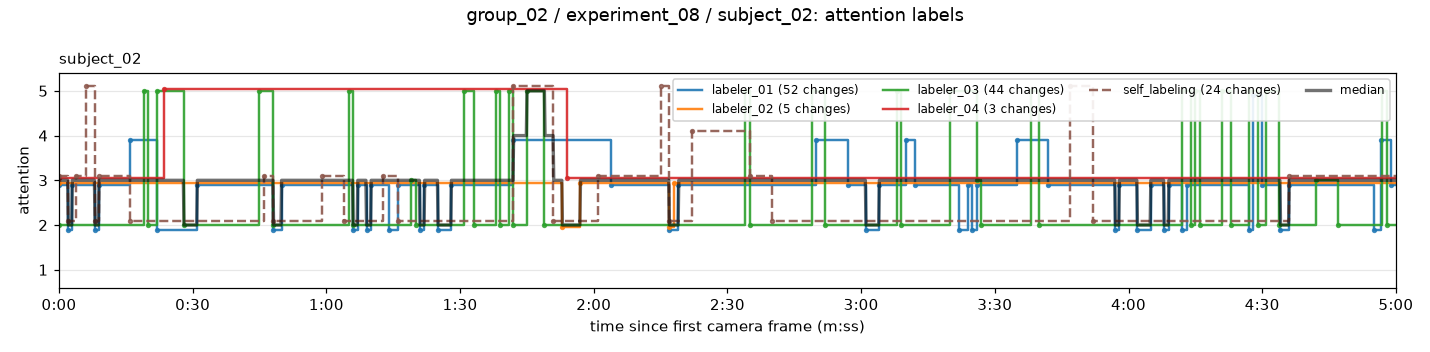 group_02 / experiment_08 / subject_02: attention labels
subject_02
labeler_01 (52 changes)
labeler_02 (5 changes)
labeler_03 (44 changes)
labeler_04 (3 changes)
self_labeling (24 changes)
median
attention
5
4
3
2
1
0:00 0:30 1:00 1:30 2:00 2:30 3:00 3:30 4:00 4:30 5:00
time since first camera frame (m:ss)